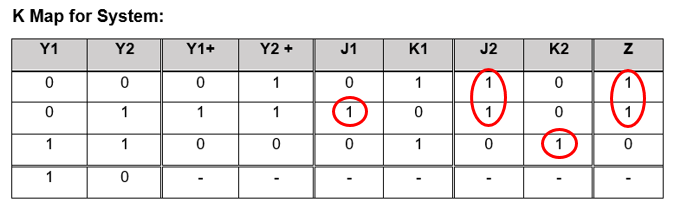 K Map for System:
Y1 Y2 Y1+ Y2 + J1 K1 J2 K2 Z
0 0 0 1 0 1 1 0 1
0 1 1 1 1 0 1 0 1
1 1 0 0 0 1 0 1 0
1 0 - - - - - - -